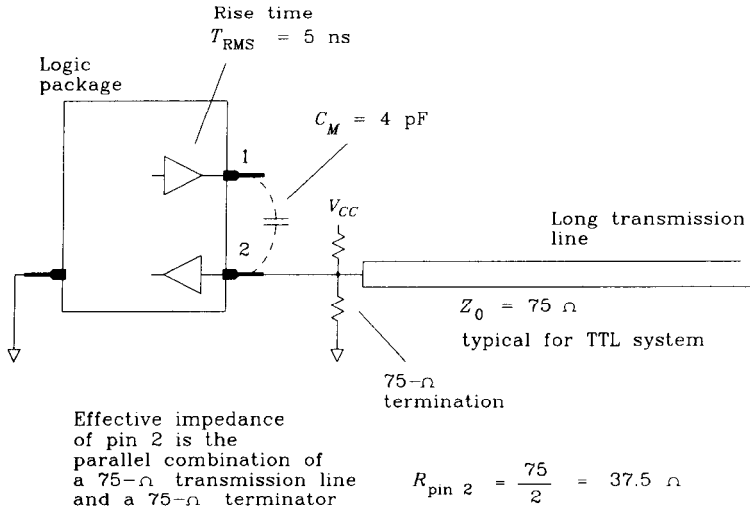 Rise time
T_RMS = 5 ns
Logic
package
C_M = 4 pF
1
V_CC
2
Long transmission
line
Z_0 = 75 Ω
typical for TTL system
75-Ω
termination
Effective impedance
of pin 2 is the
parallel combination of
a 75-Ω transmission line
and a 75-Ω terminator
R_pin 2 = 75/2 = 37.5 Ω